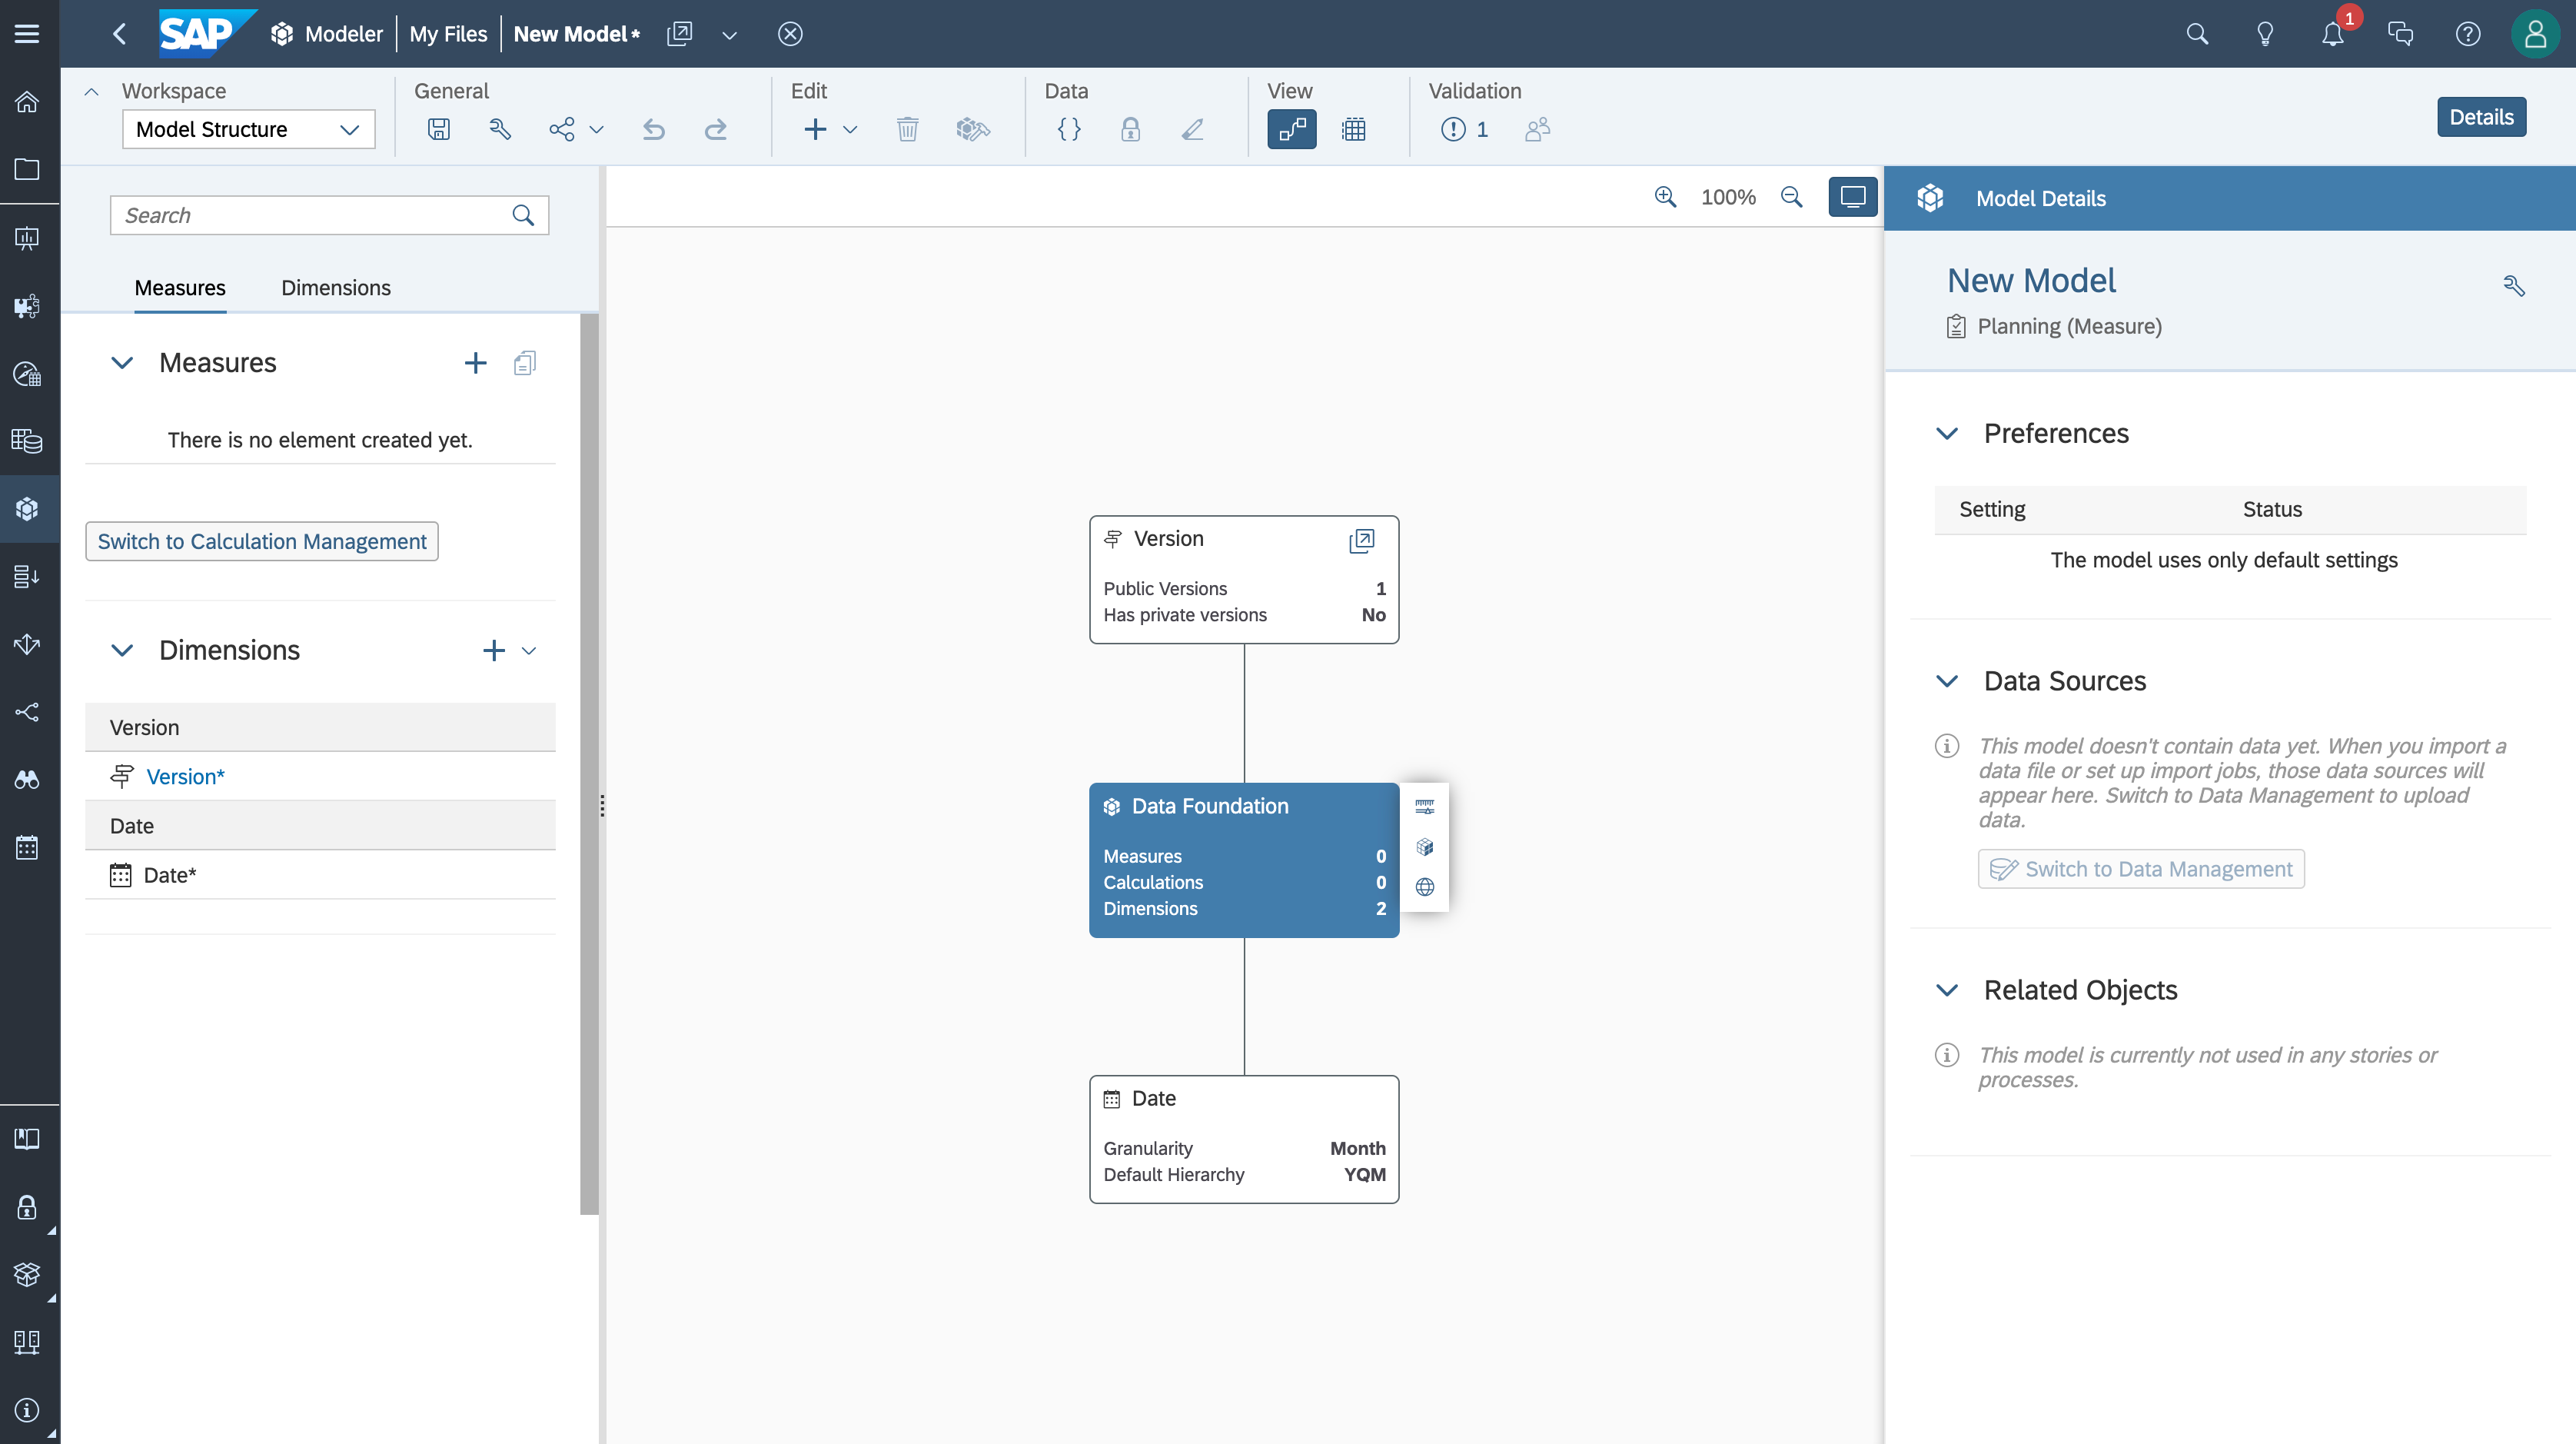 SAP Modeler My Files New Model* 1
Workspace General Edit Data View Validation
Model Structure 1 Details
Search
100%
Model Details
Measures Dimensions
New Model
Planning (Measure)
Measures
There is no element created yet.
Switch to Calculation Management
Dimensions
Version
Version*
Date
Date*
Version
Public Versions 1
Has private versions No
Data Foundation
Measures 0
Calculations 0
Dimensions 2
Date
Granularity Month
Default Hierarchy YQM
Preferences
Setting Status
The model uses only default settings
Data Sources
This model doesn't contain data yet. When you import a
data file or set up import jobs, those data sources will
appear here. Switch to Data Management to upload
data.
Switch to Data Management
Related Objects
This model is currently not used in any stories or
processes.